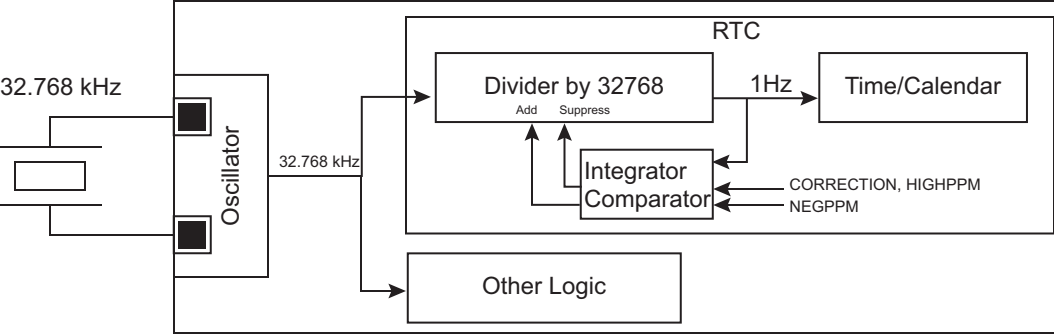 RTC
32.768 kHz
Divider by 32768
Add Suppress
1Hz
Time/Calendar
Oscillator
32.768 kHz
Integrator
Comparator
CORRECTION, HIGHPPM
NEGPPM
Other Logic